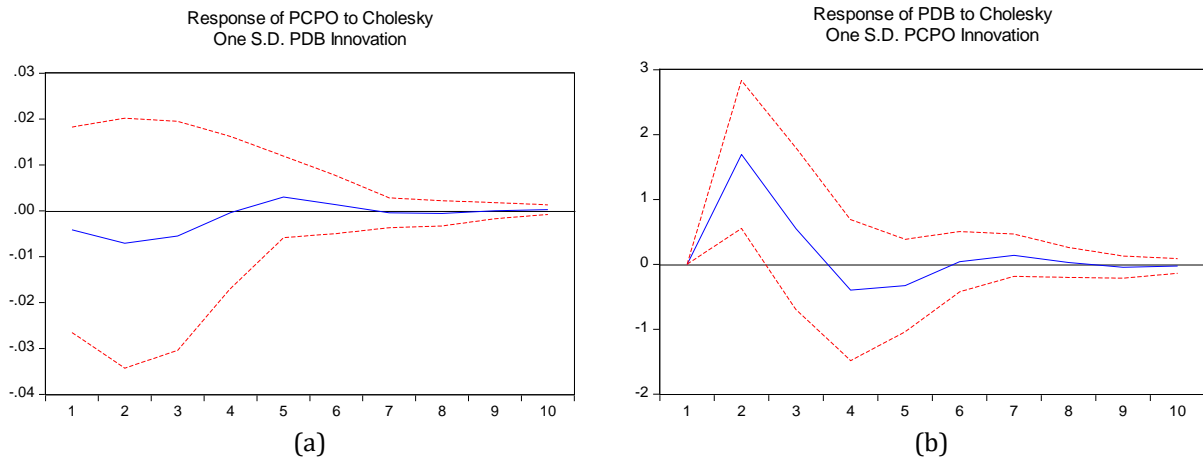 Response of PCPO to Cholesky
One S.D. PDB Innovation
.03
.02
.01
.00
-.01
-.02
-.03
-.04
1 2 3 4 5 6 7 8 9 10
(a)
Response of PDB to Cholesky
One S.D. PCPO Innovation
3
2
1
0
-1
-2
1 2 3 4 5 6 7 8 9 10
(b)